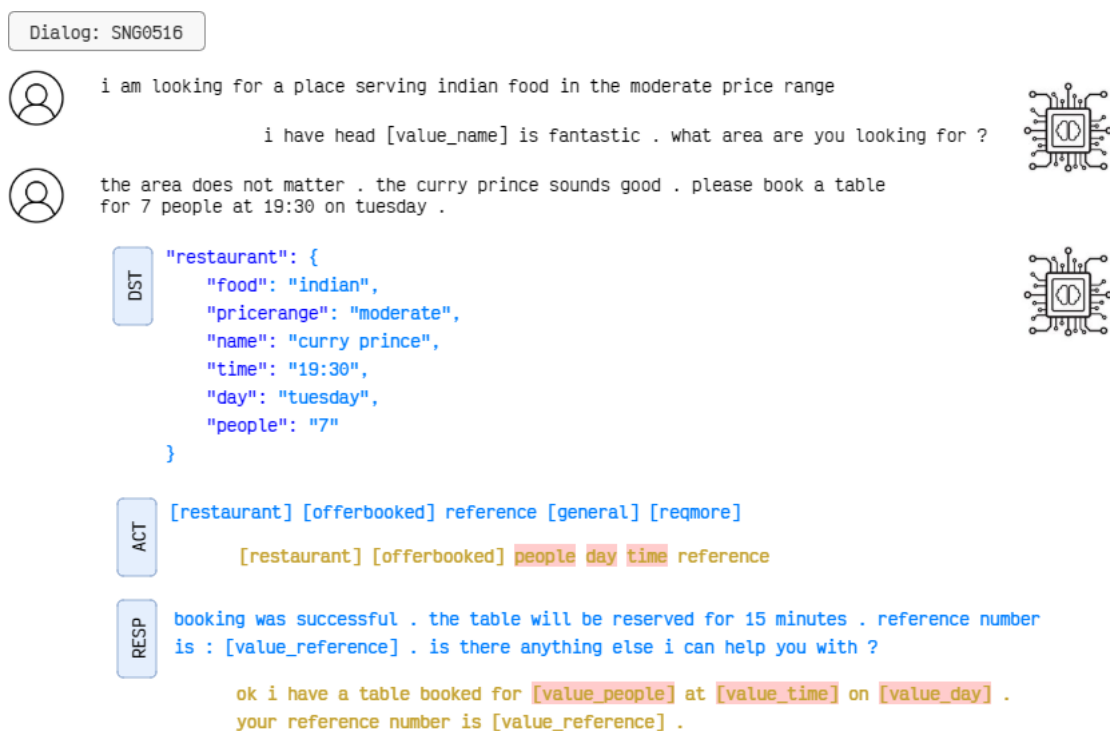 Dialog: SNG0516
i am looking for a place serving indian food in the moderate price range
i have head [value_name] is fantastic . what area are you looking for ?
the area does not matter . the curry prince sounds good . please book a table
for 7 people at 19:30 on tuesday .
DST
"restaurant": {
"food": "indian",
"pricerange": "moderate",
"name": "curry prince",
"time": "19:30",
"day": "tuesday",
"people": "7"
}
ACT
[restaurant] [offerbooked] reference [general] [reqmore]
[restaurant] [offerbooked] people day time reference
RESP
booking was successful . the table will be reserved for 15 minutes . reference number
is : [value_reference] . is there anything else i can help you with ?
ok i have a table booked for [value_people] at [value_time] on [value_day] .
your reference number is [value_reference] .